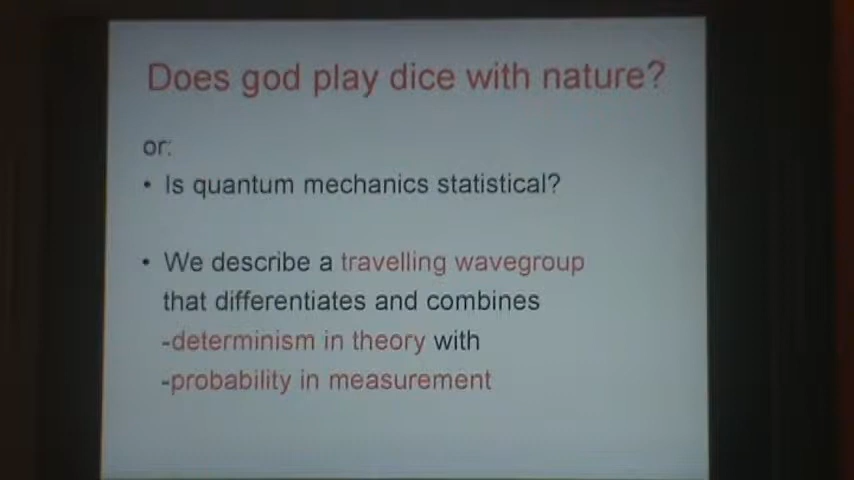 Does god play dice with nature?
or:
• Is quantum mechanics statistical?
• We describe a travelling wavegroup
that differentiates and combines
-determinism in theory with
-probability in measurement